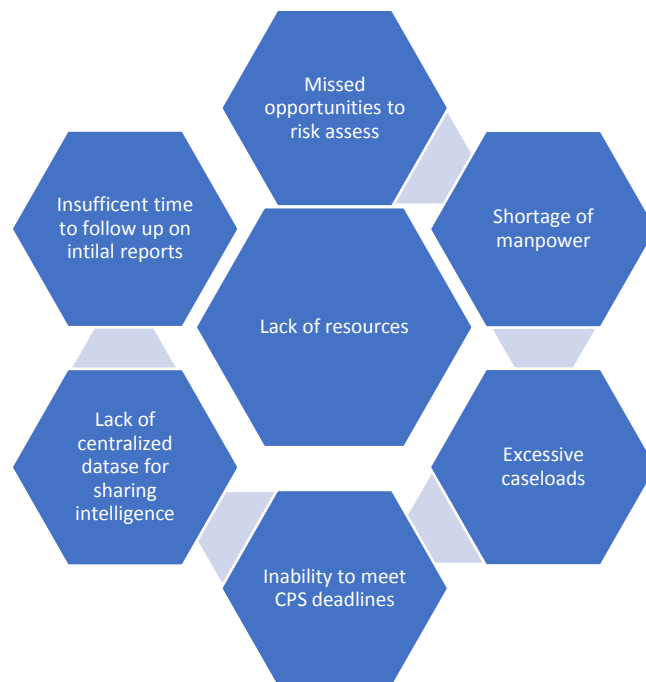 Missed
opportunities to
risk assess
Shortage of
manpower
Excessive
caseloads
Inability to meet
CPS deadlines
Lack of
centralized
datase for
sharing
intelligence
Insufficent time
to follow up on
intilal reports
Lack of resources